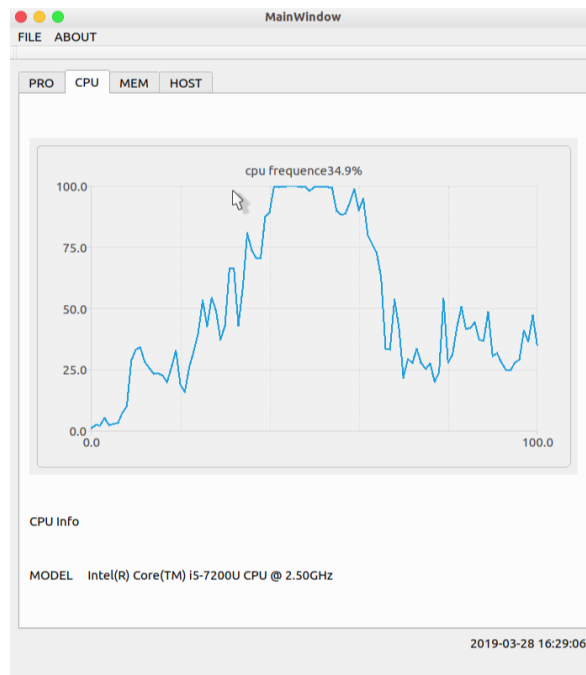 MainWindow
FILE ABOUT
PRO CPU MEM HOST
cpu frequence34.9%
100.0
75.0
50.0
25.0
0.0
0.0 100.0
CPU Info
MODEL Intel(R) Core(TM) i5-7200U CPU @ 2.50GHz
2019-03-28 16:29:06